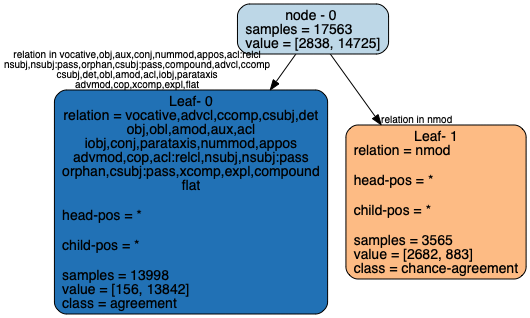 node - 0
samples = 17563
value = [2838, 14725]
relation in vocative,obj,aux,conj,nummod,appos,acl:relcl
nsubj,nsubj:pass,orphan,csubj:pass,compound,advcl,ccomp
csubj,det,obl,amod,acl,iobj,parataxis
advmod,cop,xcomp,expl,flat
relation in nmod
Leaf- 0
relation = vocative,advcl,ccomp,csubj,det
obj,obl,amod,aux,acl
iobj,conj,parataxis,nummod,appos
advmod,cop,acl:relcl,nsubj,nsubj:pass
orphan,csubj:pass,xcomp,expl,compound
flat
head-pos = *
child-pos = *
samples = 13998
value = [156, 13842]
class = agreement
Leaf- 1
relation = nmod
head-pos = *
child-pos = *
samples = 3565
value = [2682, 883]
class = chance-agreement